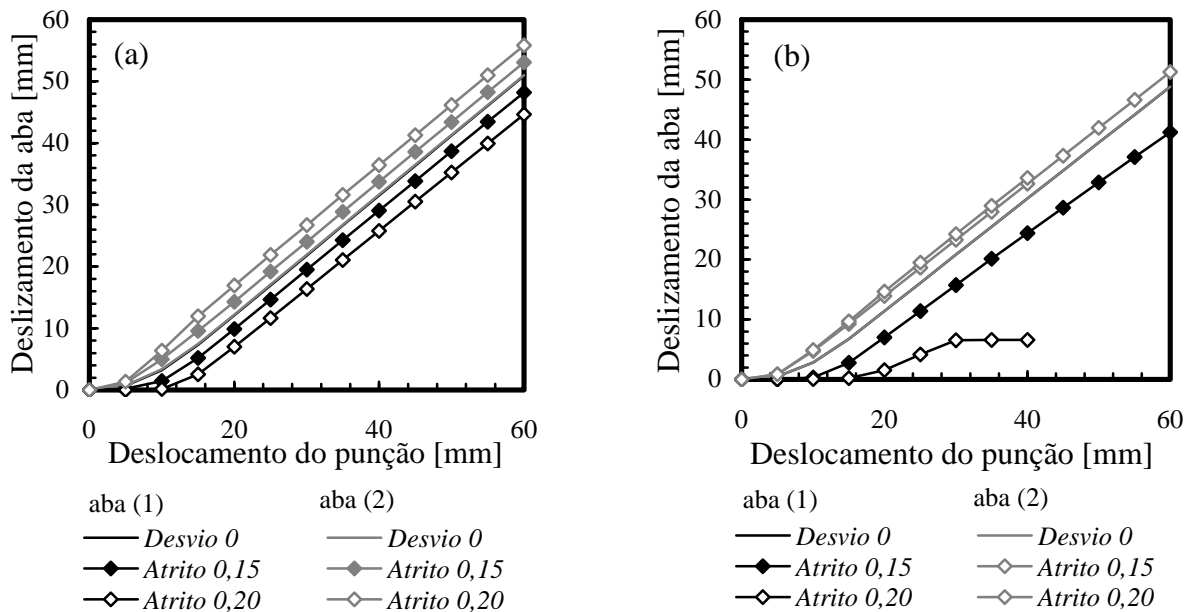 60
50
40
30
20
10
0
Deslizamento da aba [mm]
(a)
0 20 40 60
Deslocamento do punção [mm]
aba (1) aba (2)
Desvio 0 Desvio 0
Atrito 0,15 Atrito 0,15
Atrito 0,20 Atrito 0,20
60
50
40
30
20
10
0
Deslizamento da aba [mm]
(b)
0 20 40 60
Deslocamento do punção [mm]
aba (1) aba (2)
Desvio 0 Desvio 0
Atrito 0,15 Atrito 0,15
Atrito 0,20 Atrito 0,20